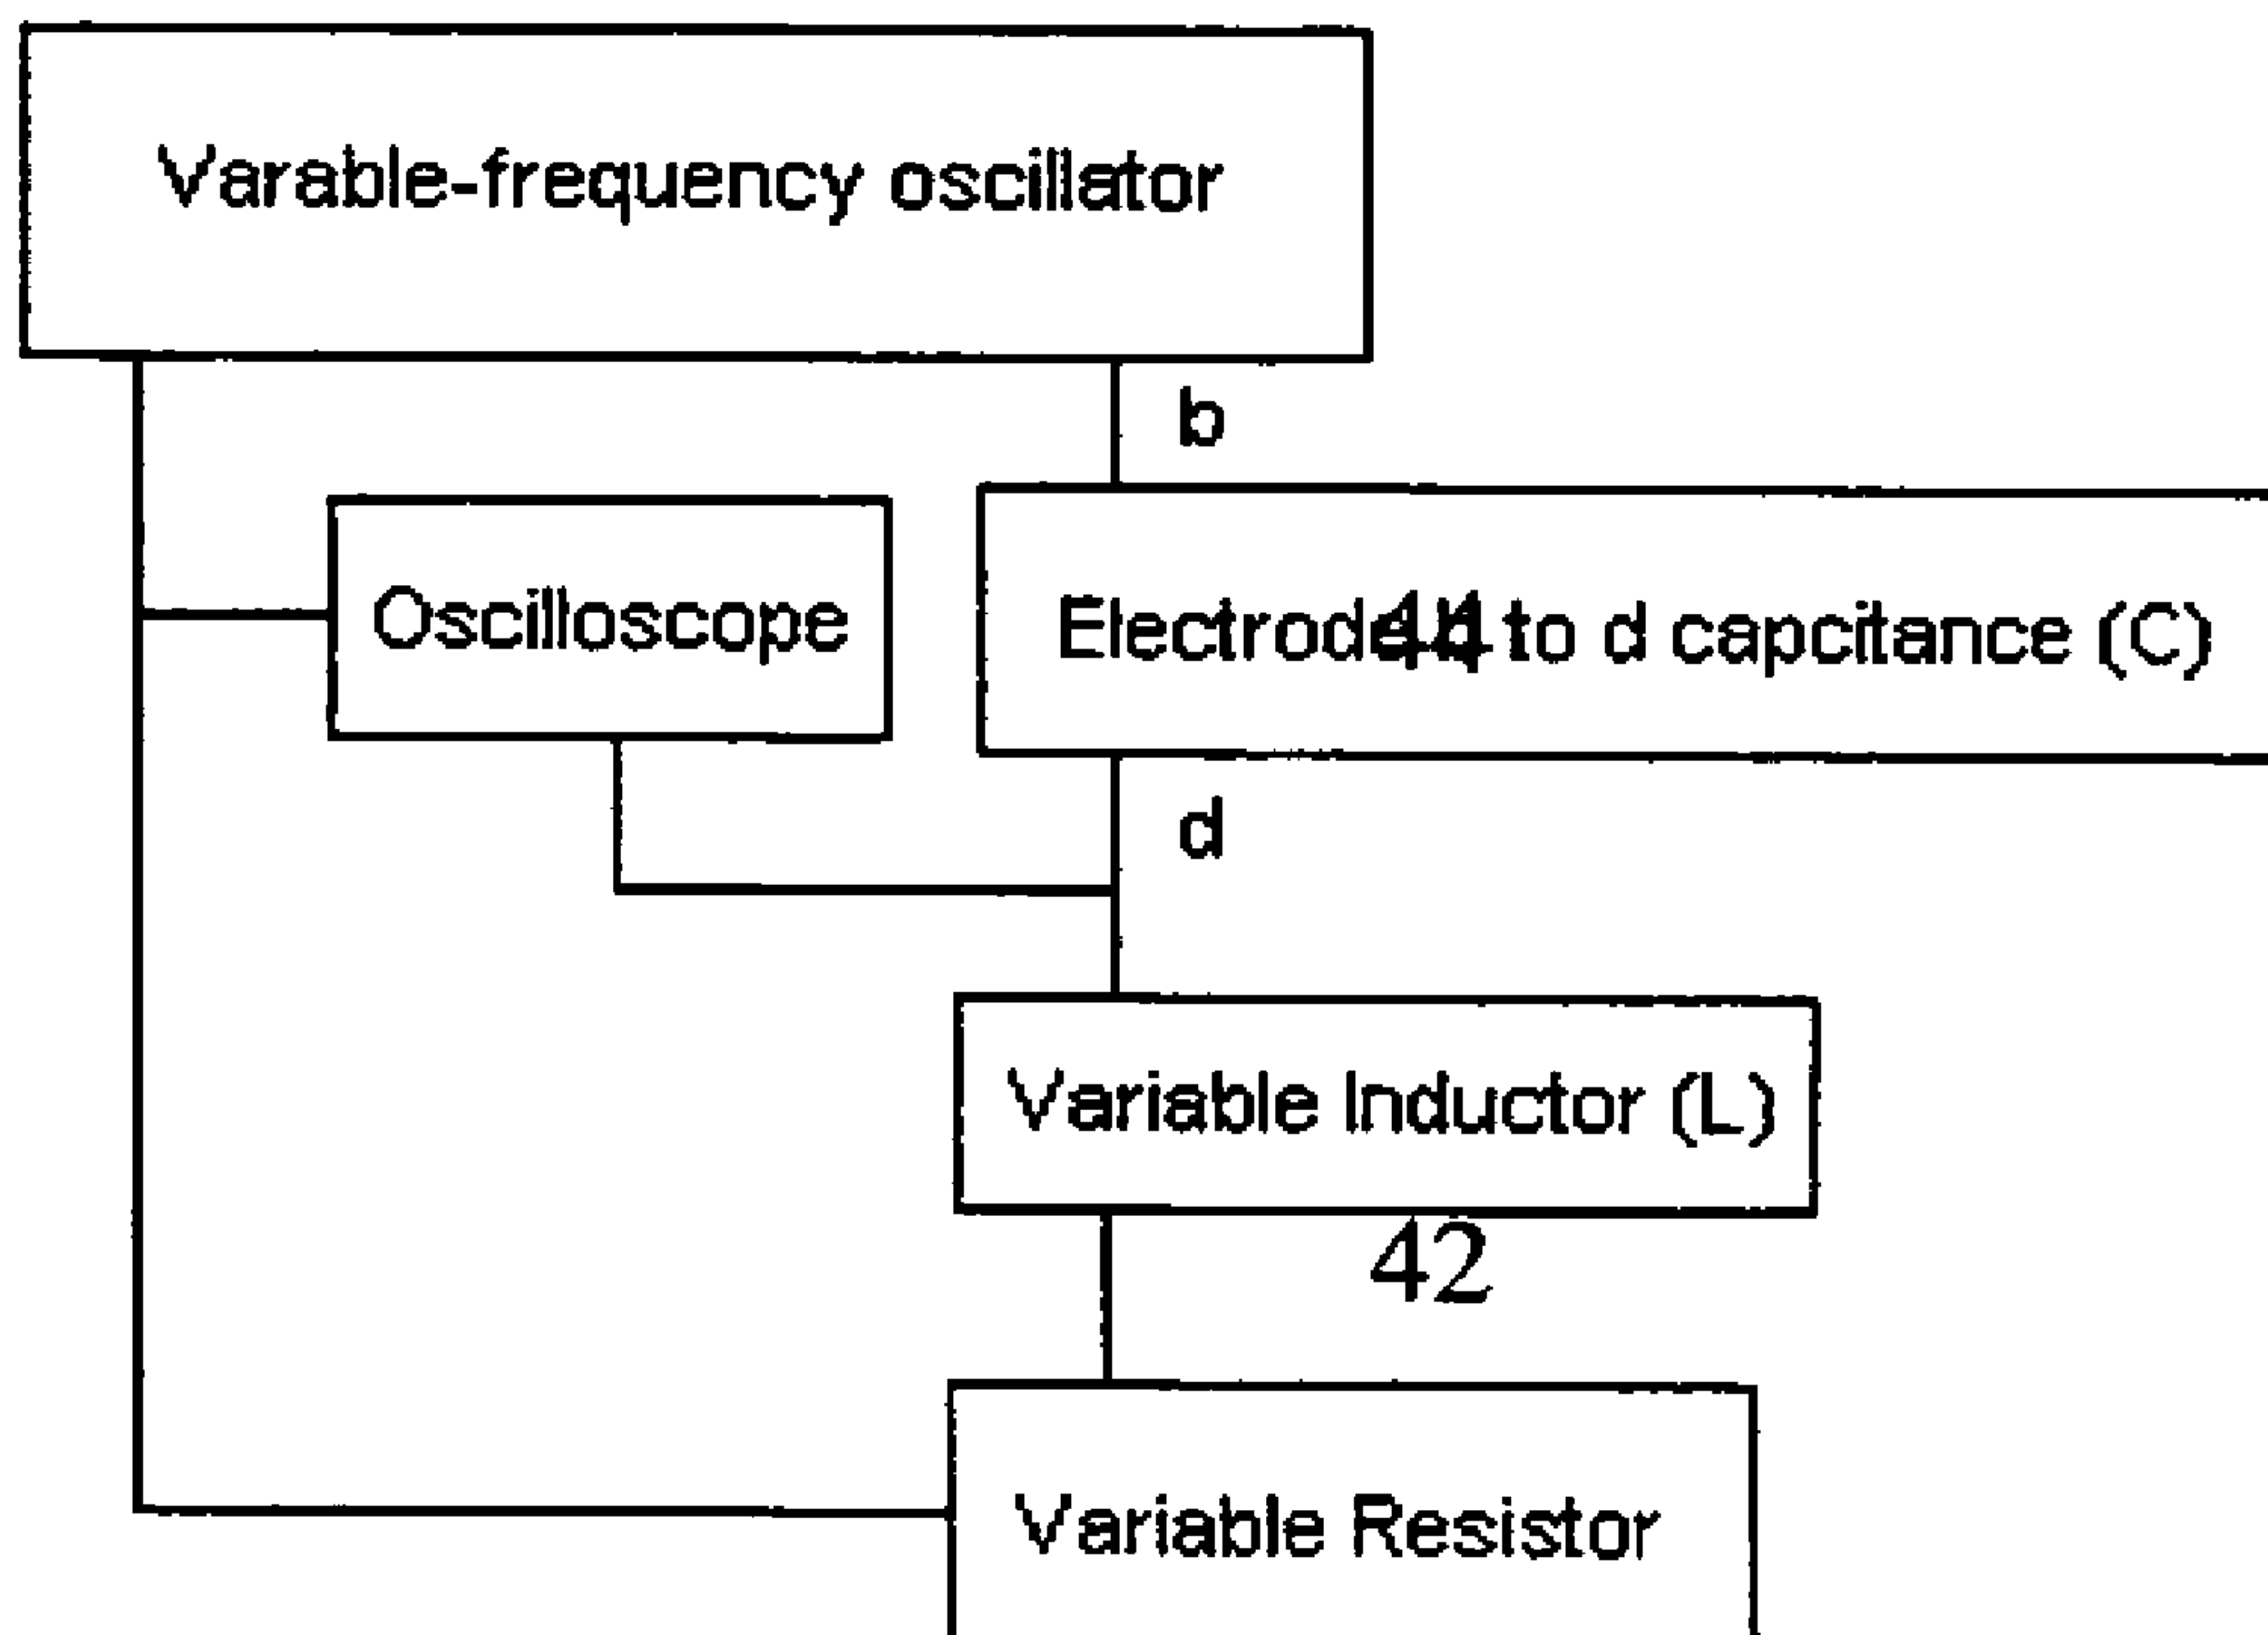 Varable-frequency oscillator
b
Oscilloscope
Electrode b to d capcitance (C)
44
d
Variable Inductor (L)
42
Variable Resistor